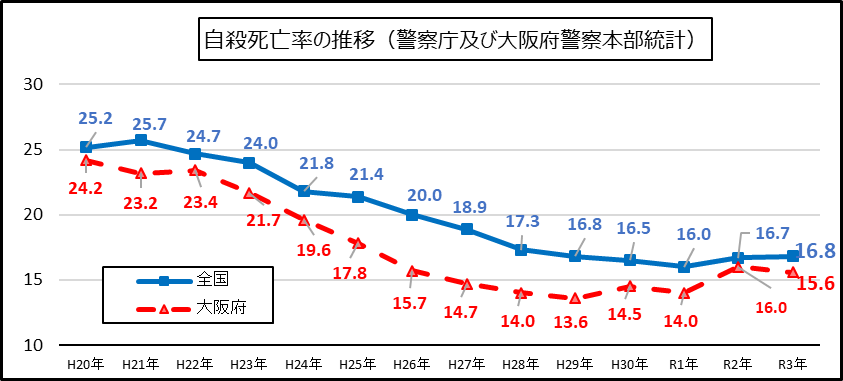 自殺死亡率の推移（警察庁及び大阪府警察本部統計）
30
25
20
15
10
25.2 25.7 24.7 24.0 21.8 21.4 20.0 18.9 17.3 16.8 16.5 16.0 16.7 16.8
24.2 23.2 23.4 21.7 19.6 17.8 15.7 14.7 14.0 13.6 14.5 14.0 16.0 15.6
全国
大阪府
H20年 H21年 H22年 H23年 H24年 H25年 H26年 H27年 H28年 H29年 H30年 R1年 R2年 R3年